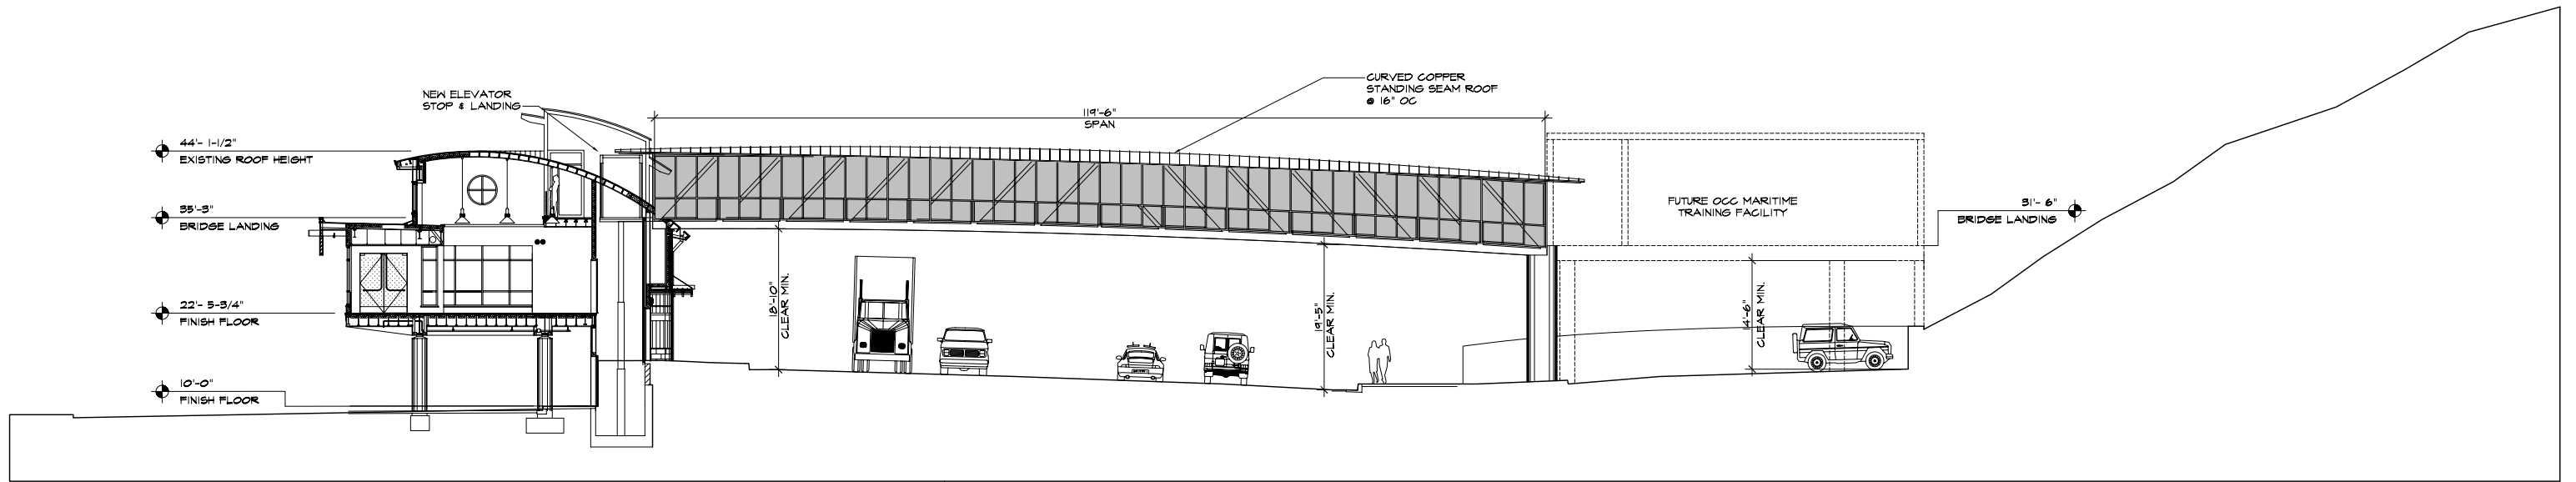 NEW ELEVATOR
STOP & LANDING
CURVED COPPER
STANDING SEAM ROOF
@ 16" OC
119'-6"
SPAN
44'- 1-1/2"
EXISTING ROOF HEIGHT
35'-3"
BRIDGE LANDING
FUTURE OCC MARITIME
TRAINING FACILITY
31'- 6"
BRIDGE LANDING
22'- 5-3/4"
FINISH FLOOR
18'-10"
CLEAR MIN.
19'-5"
CLEAR MIN.
14'-6"
CLEAR MIN.
10'-0"
FINISH FLOOR